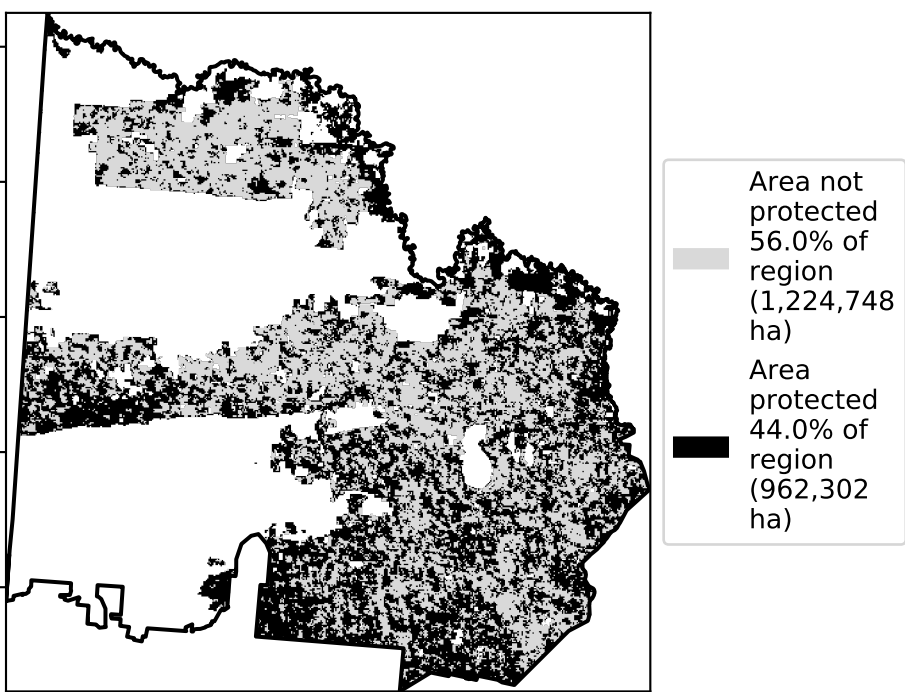 Area not
protected
56.0% of
region
(1,224,748
ha)
Area
protected
44.0% of
region
(962,302
ha)